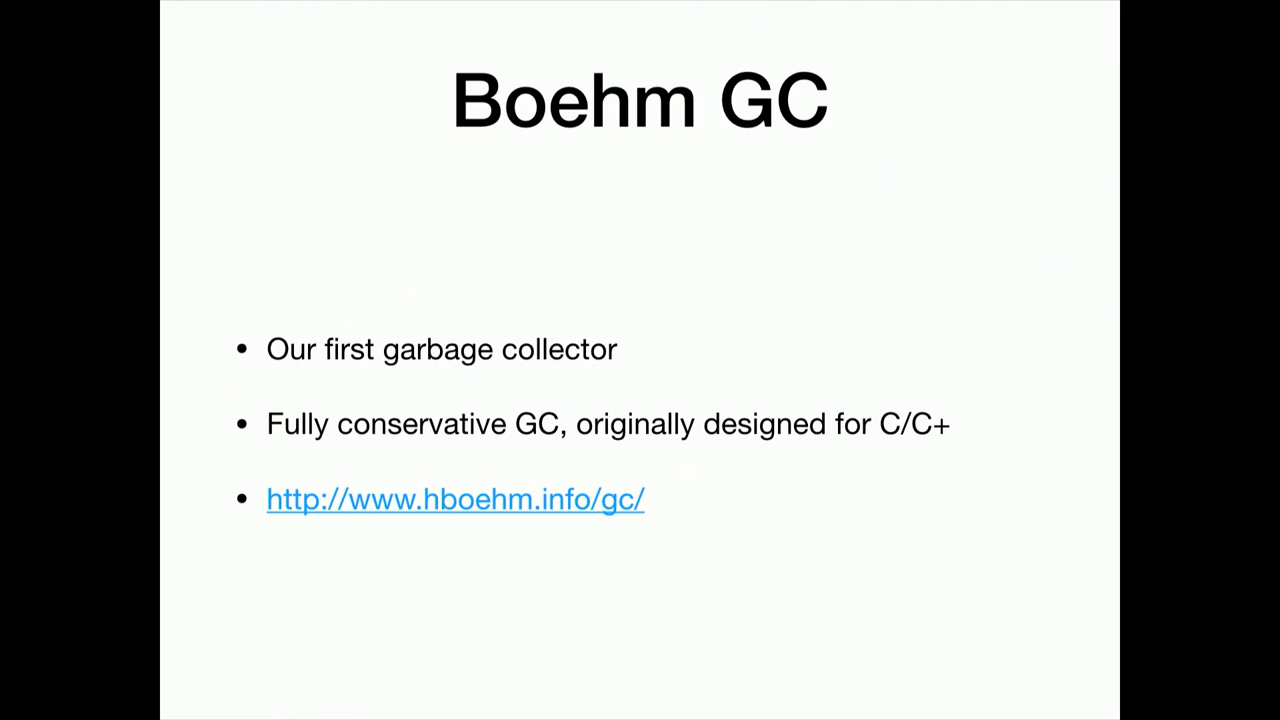 Boehm GC
• Our first garbage collector
• Fully conservative GC, originally designed for C/C+
• http://www.hboehm.info/gc/